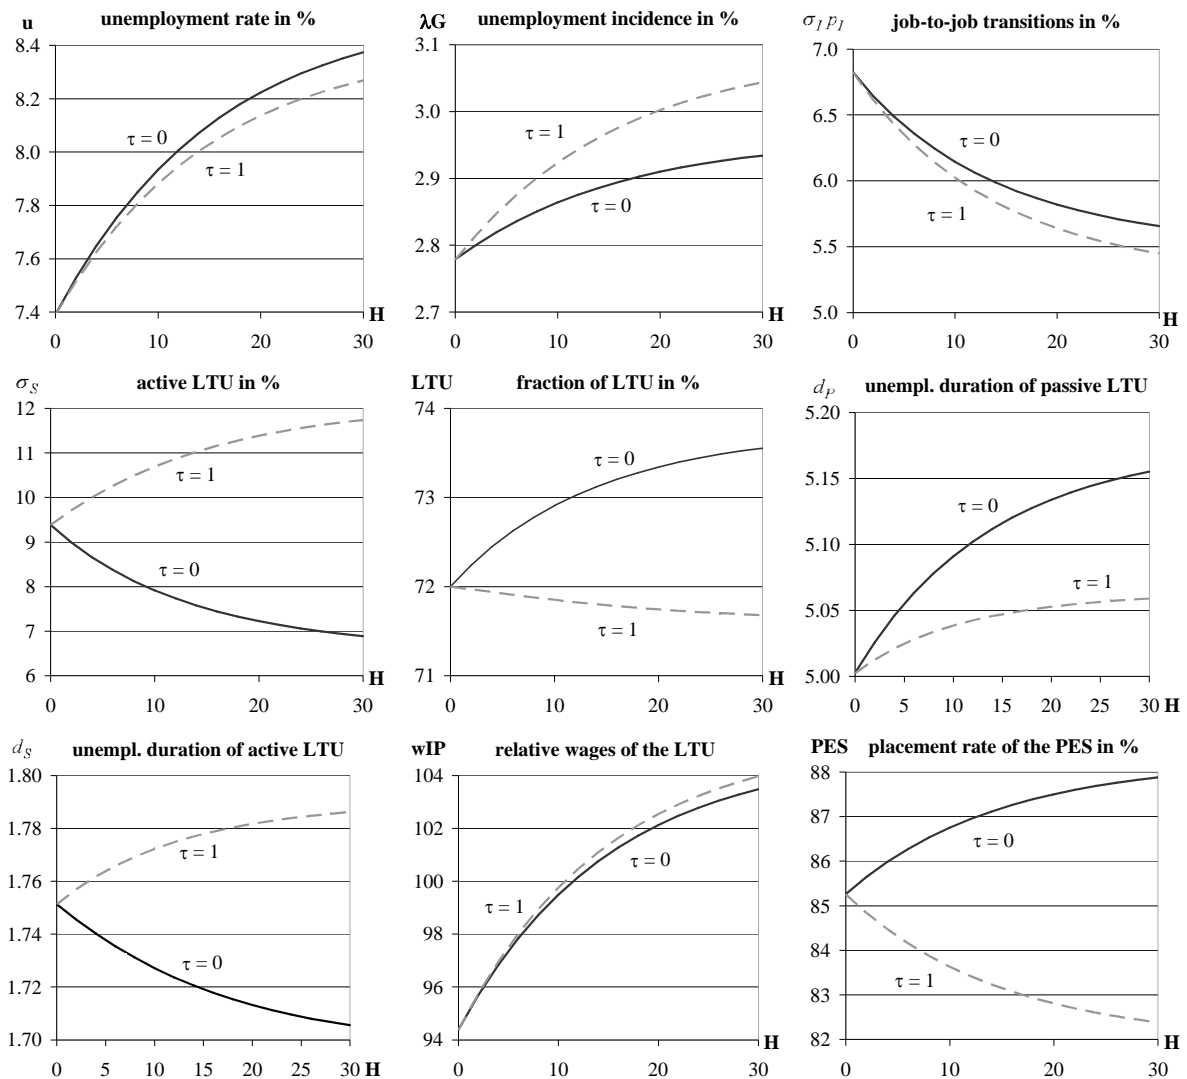 u unemployment rate in %
8.4
8.2
8.0
7.8
7.6
7.4
τ = 0
τ = 1
0 10 20 30 H
λG unemployment incidence in %
3.1
3.0
2.9
2.8
2.7
τ = 1
τ = 0
0 10 20 30 H
σ_I p_I job-to-job transitions in %
7.0
6.5
6.0
5.5
5.0
τ = 0
τ = 1
0 10 20 30 H
σ_S active LTU in %
12
11
10
9
8
7
6
τ = 1
τ = 0
0 10 20 30 H
LTU fraction of LTU in %
74
73
72
71
τ = 0
τ = 1
0 10 20 30 H
d_P unempl. duration of passive LTU
5.20
5.15
5.10
5.05
5.00
τ = 0
τ = 1
0 5 10 15 20 25 30 H
d_S unempl. duration of active LTU
1.80
1.78
1.76
1.74
1.72
1.70
τ = 1
τ = 0
0 5 10 15 20 25 30 H
wIP relative wages of the LTU
104
102
100
98
96
94
τ = 0
τ = 1
0 10 20 30 H
PES placement rate of the PES in %
88
87
86
85
84
83
82
τ = 0
τ = 1
0 10 20 30 H